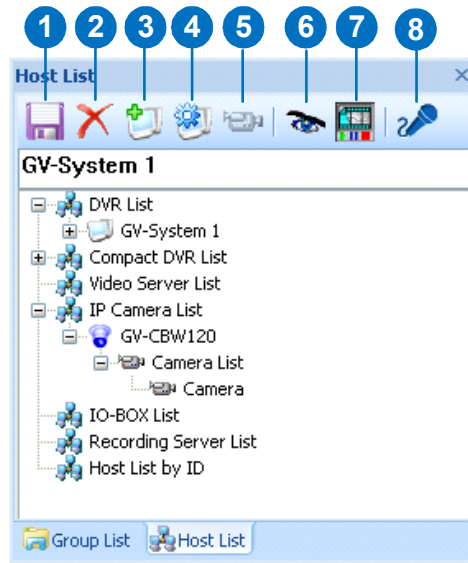 1 2 3 4 5 6 7 8
Host List
GV-System 1
DVR List
GV-System 1
Compact DVR List
Video Server List
IP Camera List
GV-CBW120
Camera List
Camera
IO-BOX List
Recording Server List
Host List by ID
Group List Host List